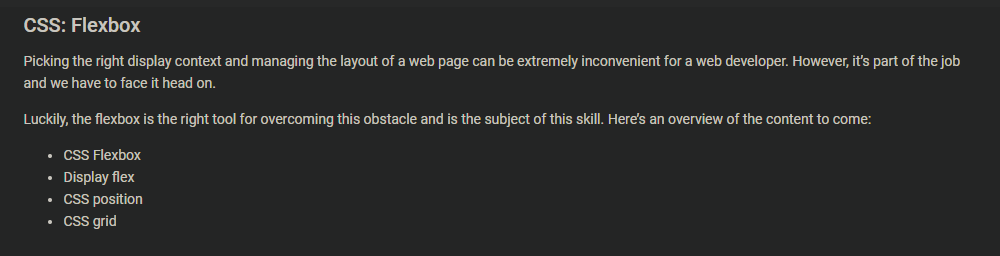 CSS: Flexbox
Picking the right display context and managing the layout of a web page can be extremely inconvenient for a web developer. However, it’s part of the job
and we have to face it head on.
Luckily, the flexbox is the right tool for overcoming this obstacle and is the subject of this skill. Here’s an overview of the content to come:
• CSS Flexbox
• Display flex
• CSS position
• CSS grid